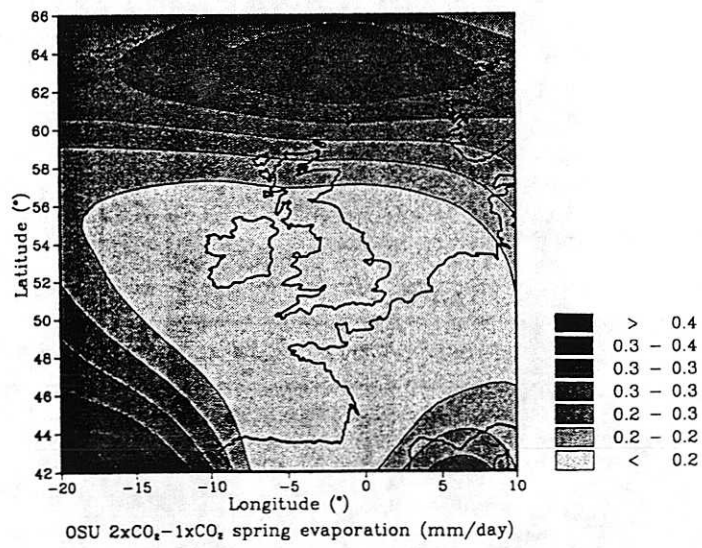 66
64
62
60
58
56
54
52
50
48
46
44
42
Latitude (°)
-20 -15 -10 -5 0 5 10
Longitude (°)
> 0.4
0.3 - 0.4
0.3 - 0.3
0.3 - 0.3
0.2 - 0.3
0.2 - 0.2
< 0.2
OSU 2xCO₂-1xCO₂ spring evaporation (mm/day)